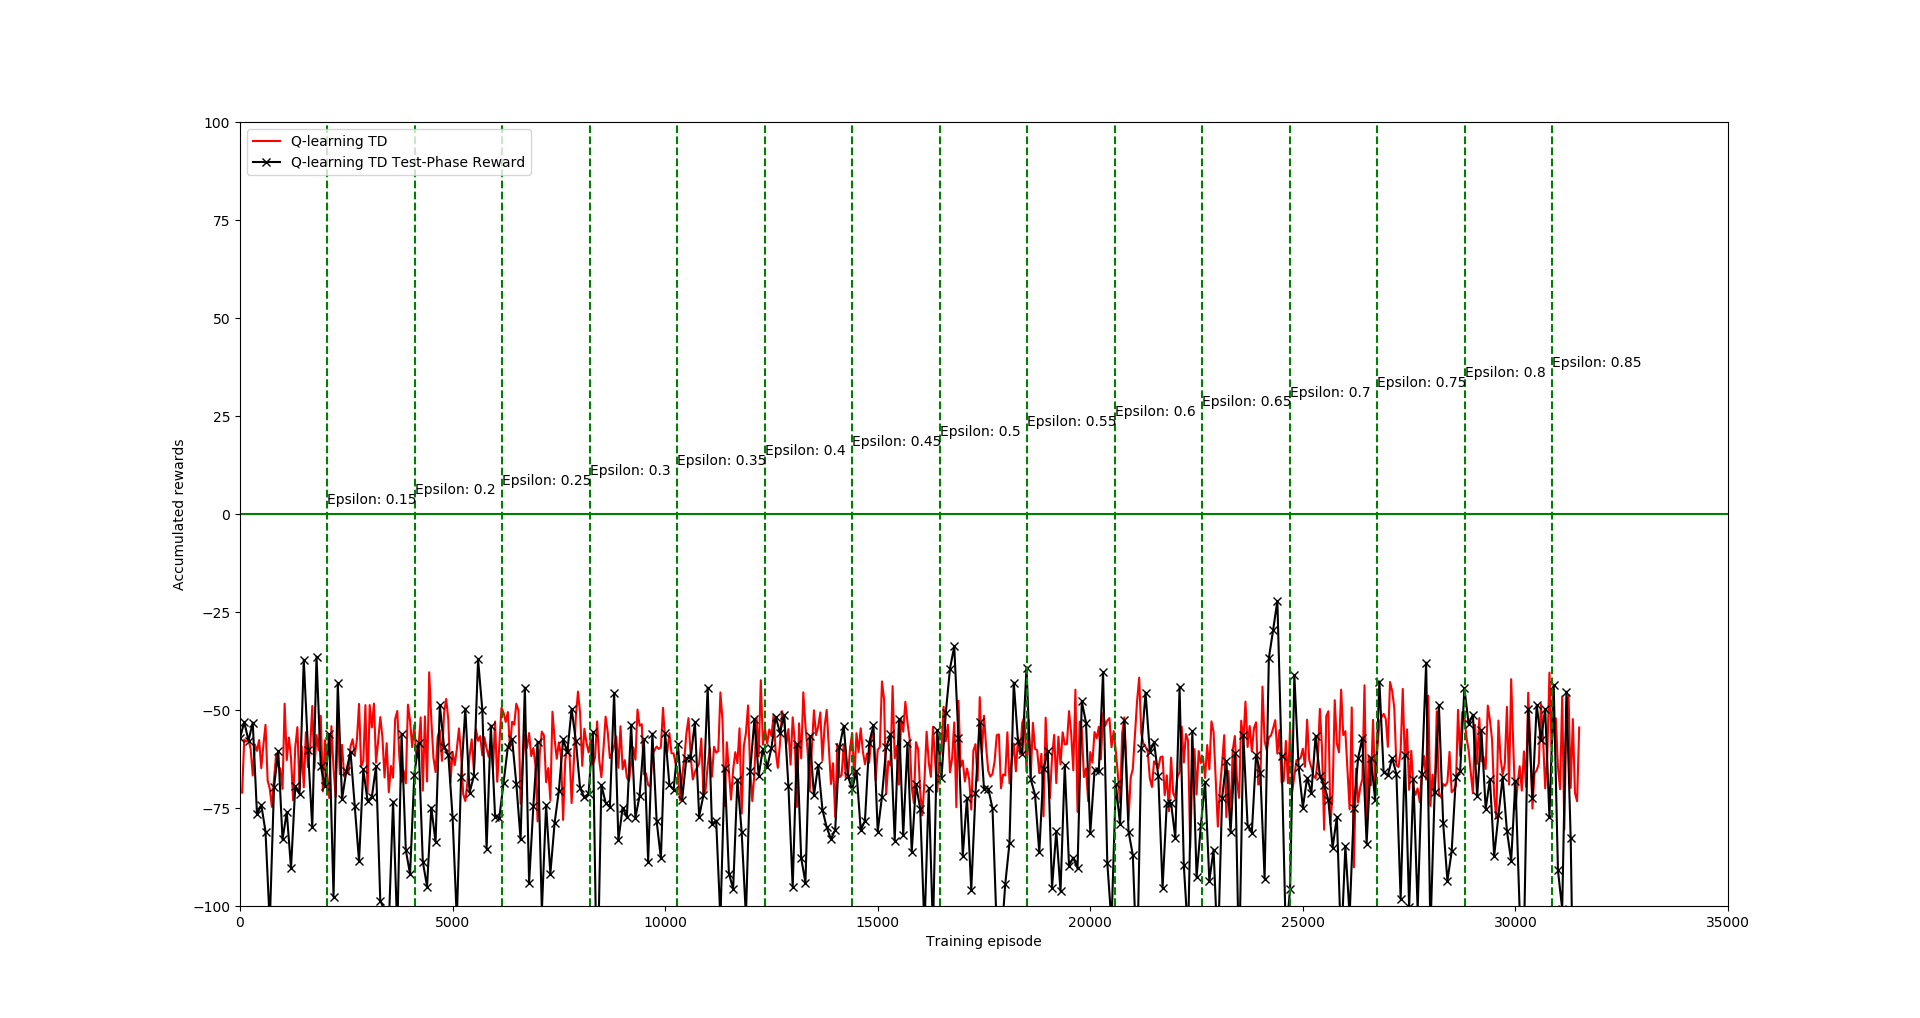 100
75
50
25
0
−25
−50
−75
−100
Accumulated rewards
Q-learning TD
Q-learning TD Test-Phase Reward
Epsilon: 0.15
Epsilon: 0.2
Epsilon: 0.25
Epsilon: 0.3
Epsilon: 0.35
Epsilon: 0.4
Epsilon: 0.45
Epsilon: 0.5
Epsilon: 0.55
Epsilon: 0.6
Epsilon: 0.65
Epsilon: 0.7
Epsilon: 0.75
Epsilon: 0.8
Epsilon: 0.85
0 5000 10000 15000 20000 25000 30000 35000
Training episode